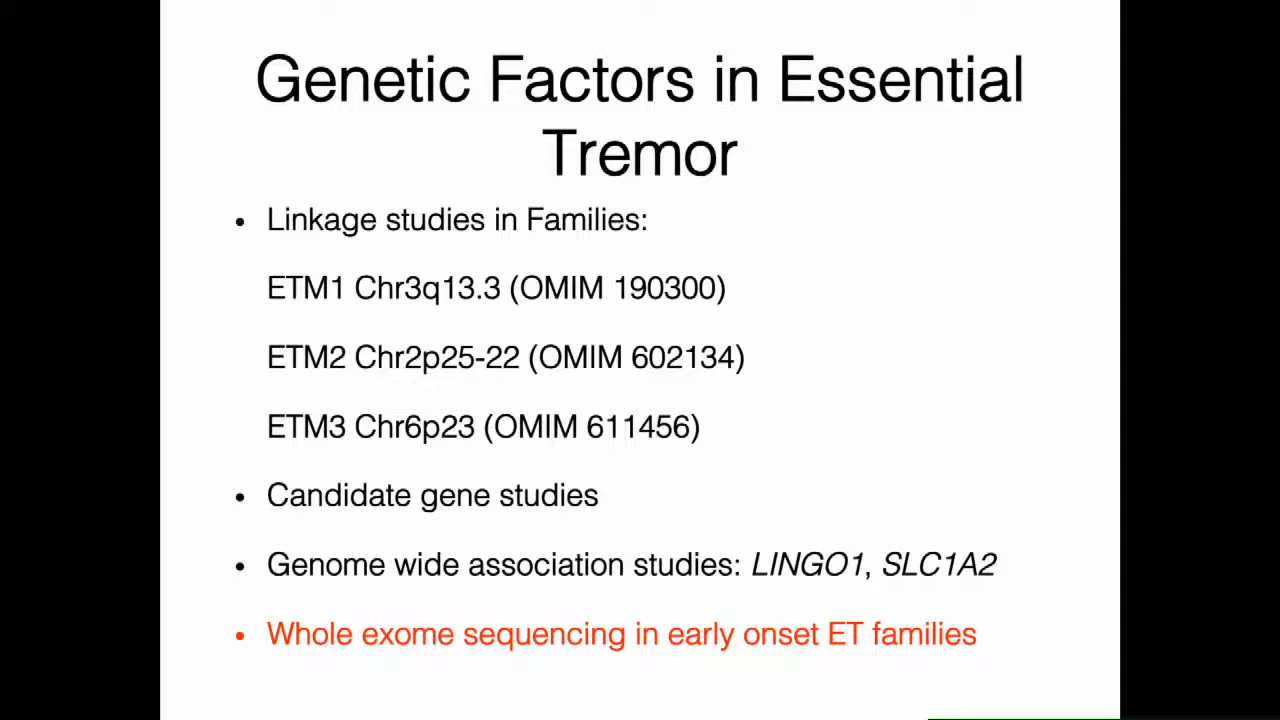 Genetic Factors in Essential
Tremor
• Linkage studies in Families:
ETM1 Chr3q13.3 (OMIM 190300)
ETM2 Chr2p25-22 (OMIM 602134)
ETM3 Chr6p23 (OMIM 611456)
• Candidate gene studies
• Genome wide association studies: LINGO1, SLC1A2
• Whole exome sequencing in early onset ET families